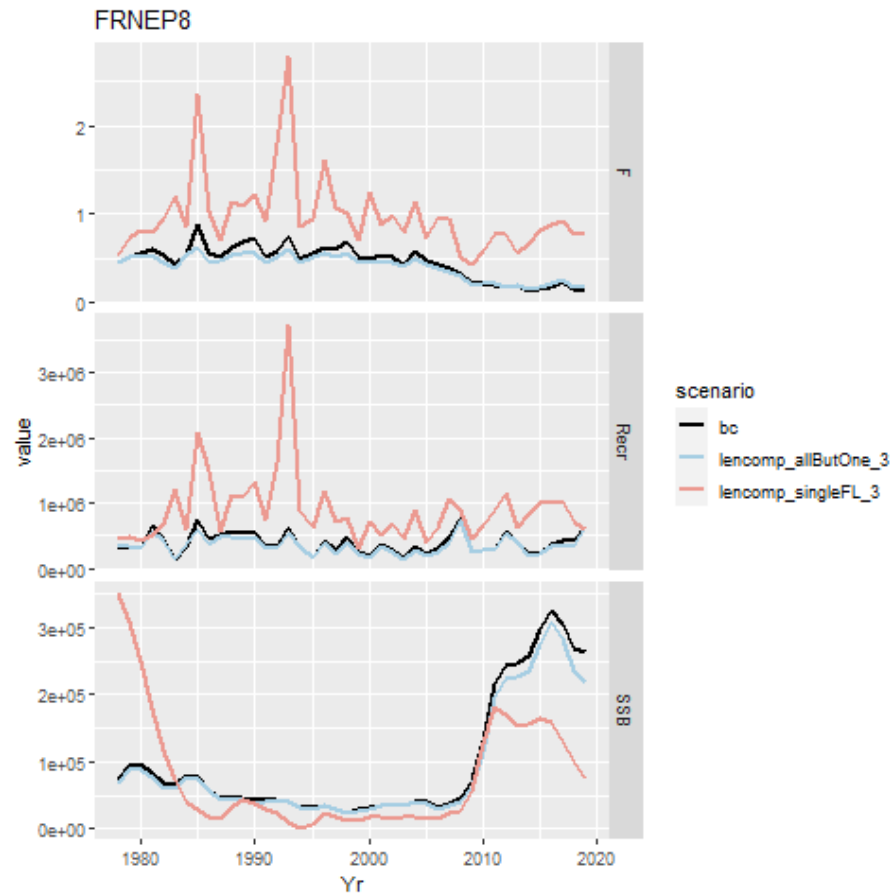 FRNEP8
2
1
0
F
3e+06
2e+06
1e+06
0e+00
Recr
value
3e+05
2e+05
1e+05
0e+00
SSB
1980 1990 2000 2010 2020
Yr
scenario
bc
lencomp_allButOne_3
lencomp_singleFL_3